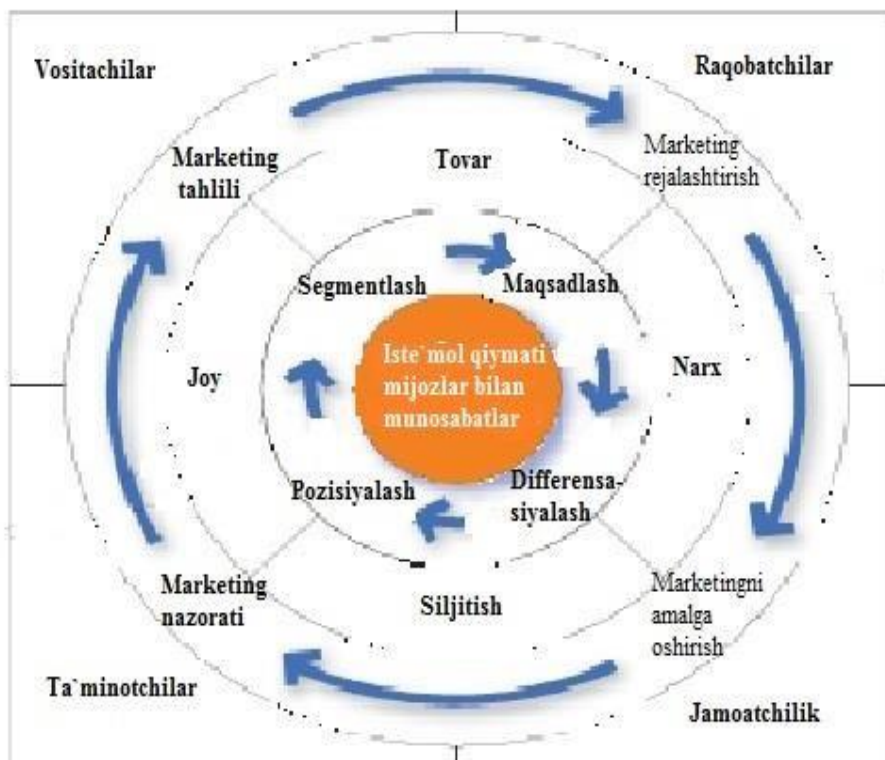 Vositachilar
Raqobatchilar
Marketing
tahlili
Tovar
Marketing
rejalashtirish
Segmentlash
Maqsadlash
Joy
Iste`mol qiymati
mijozlar bilan
munosabatlar
Narx
Pozisiyalash
Differensa-
siyalash
Marketing
nazorati
Siljitish
Marketingni
amalga
oshirish
Ta`minotchilar
Jamoatchilik